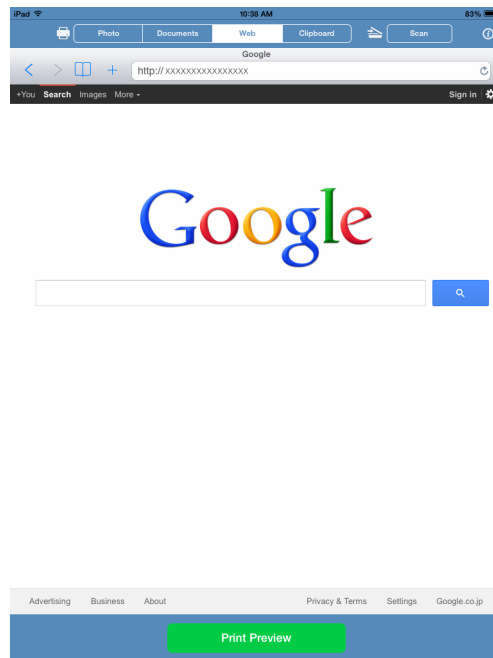 iPad 10:38 AM 83%
Photo Documents Web Clipboard Scan
Google
http://xxxxxxxxxxxxxxxx
+You Search Images More Sign in
Google
Advertising Business About Privacy & Terms Settings Google.co.jp
Print Preview